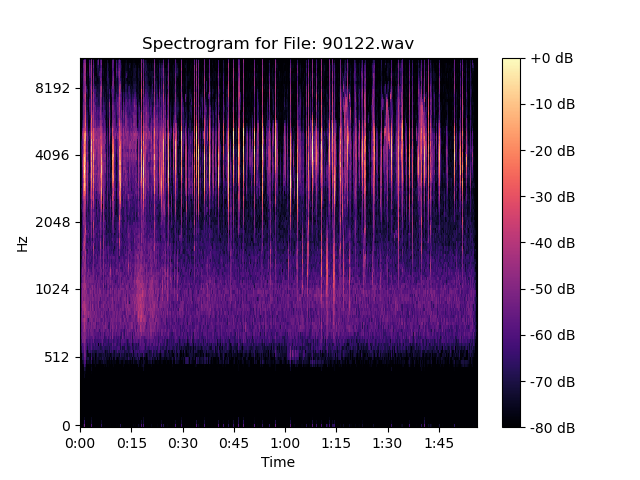 Spectrogram for File: 90122.wav
+0 dB
8192
-10 dB
4096
-20 dB
-30 dB
2048
Hz
-40 dB
1024
-50 dB
-60 dB
512
-70 dB
0
-80 dB
0:00 0:15 0:30 0:45 1:00 1:15 1:30 1:45
Time